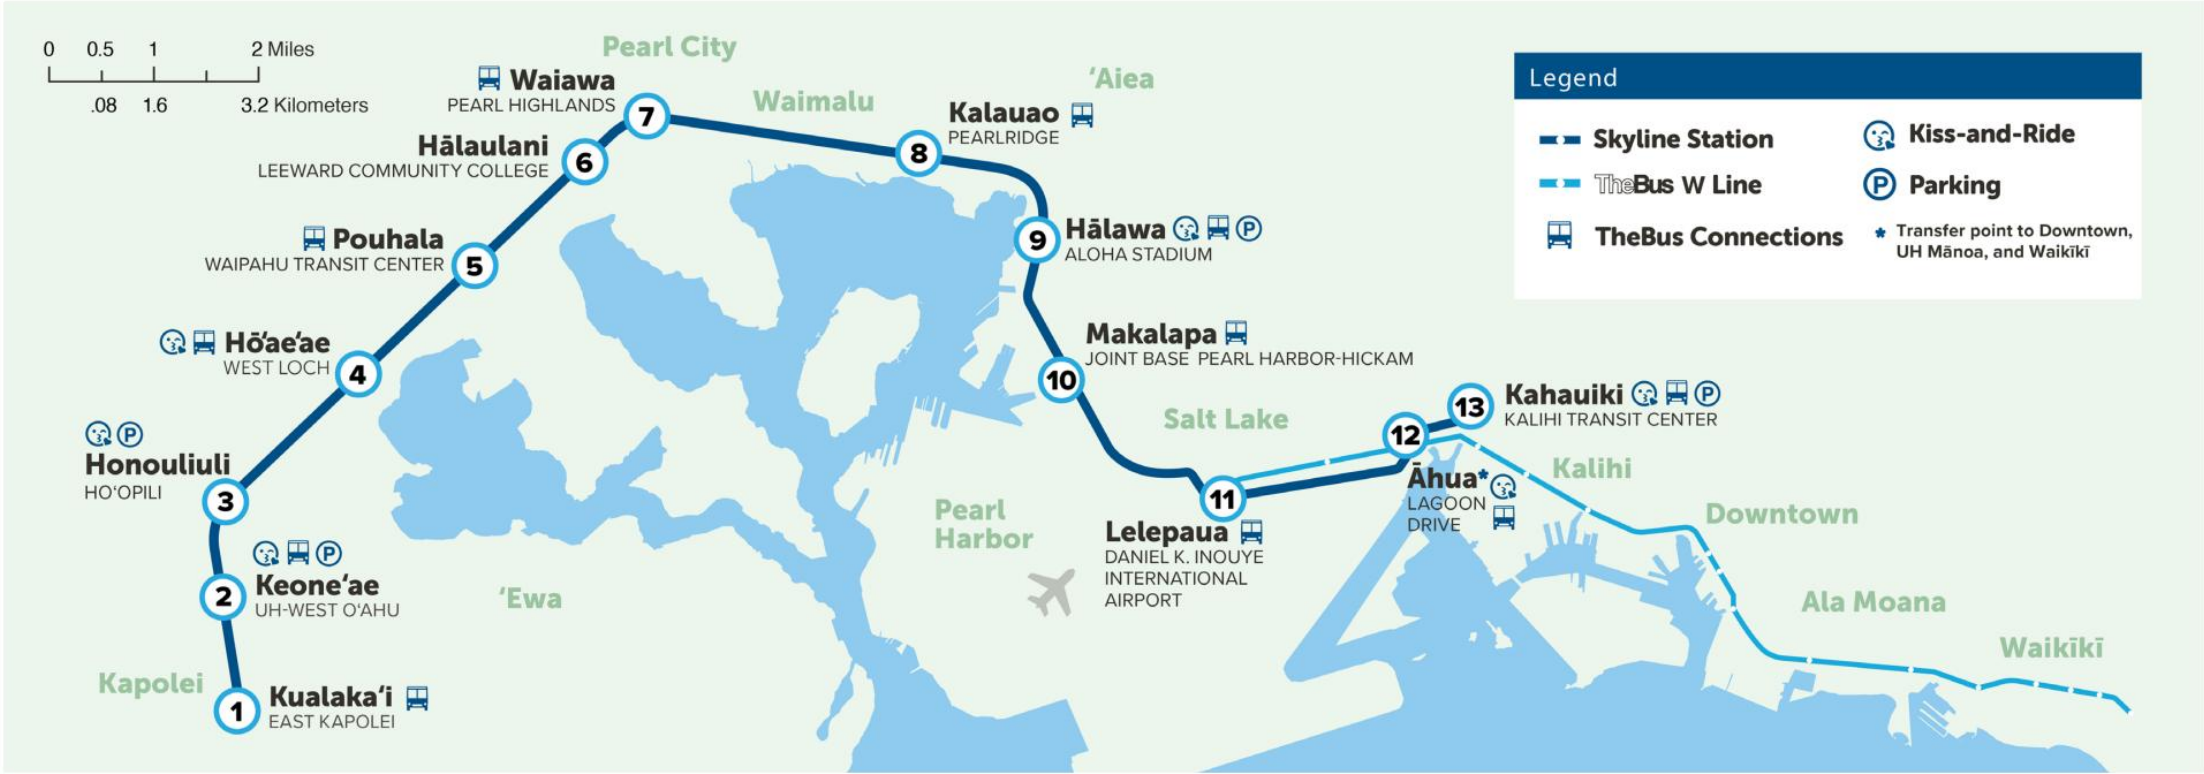 0 0.5 1 2 Miles
.08 1.6 3.2 Kilometers
Pearl City
Waiawa
PEARL HIGHLANDS
7
Waimalu
ʻAiea
Kalauao
PEARLRIDGE
8
Hālaulani
LEEWARD COMMUNITY COLLEGE
6
Hālawa P
ALOHA STADIUM
9
Pouhala
WAIPAHU TRANSIT CENTER
5
Hōʻaeʻae
WEST LOCH
4
Makalapa
JOINT BASE PEARL HARBOR-HICKAM
10
P
Honouliuli
HOʻOPILI
3
Salt Lake
13
Kahauiki P
KALIHI TRANSIT CENTER
12
Āhua*
LAGOON
DRIVE
Kalihi
11
Lelepaua
DANIEL K. INOUYE
INTERNATIONAL
AIRPORT
Pearl
Harbor
Downtown
P
Keoneʻae
UH-WEST OʻAHU
2
ʻEwa
Ala Moana
Waikīkī
Kapolei
Kualakaʻi
EAST KAPOLEI
1
Legend
Skyline Station
Kiss-and-Ride
TheBus W Line
P Parking
TheBus Connections
* Transfer point to Downtown,
UH Mānoa, and Waikīkī